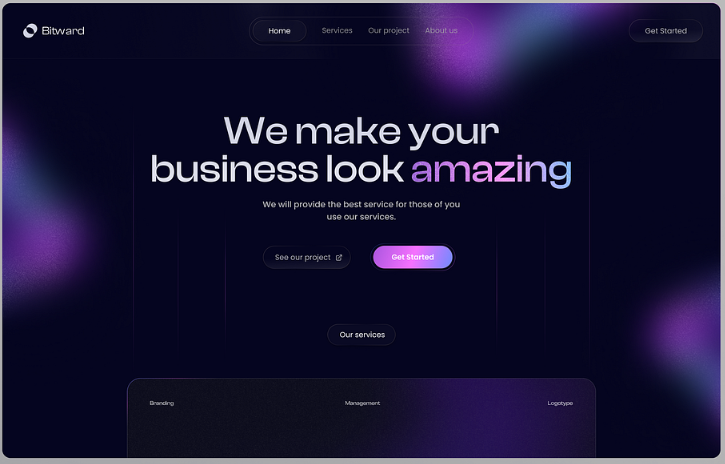 Bitward
Home
Services
Our project
About us
Get Started
We make your
business look amazing
We will provide the best service for those of you
use our services.
See our project
Get Started
Our services
Branding
Management
Logotype